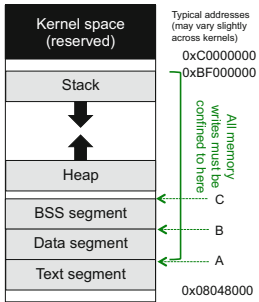 Kernel space
(reserved)
Typical addresses
(may vary slightly
across kernels)
0xC0000000
0xBF000000
Stack
All memory
writes must be
confined to here
Heap
C
BSS segment
B
Data segment
A
Text segment
0x08048000